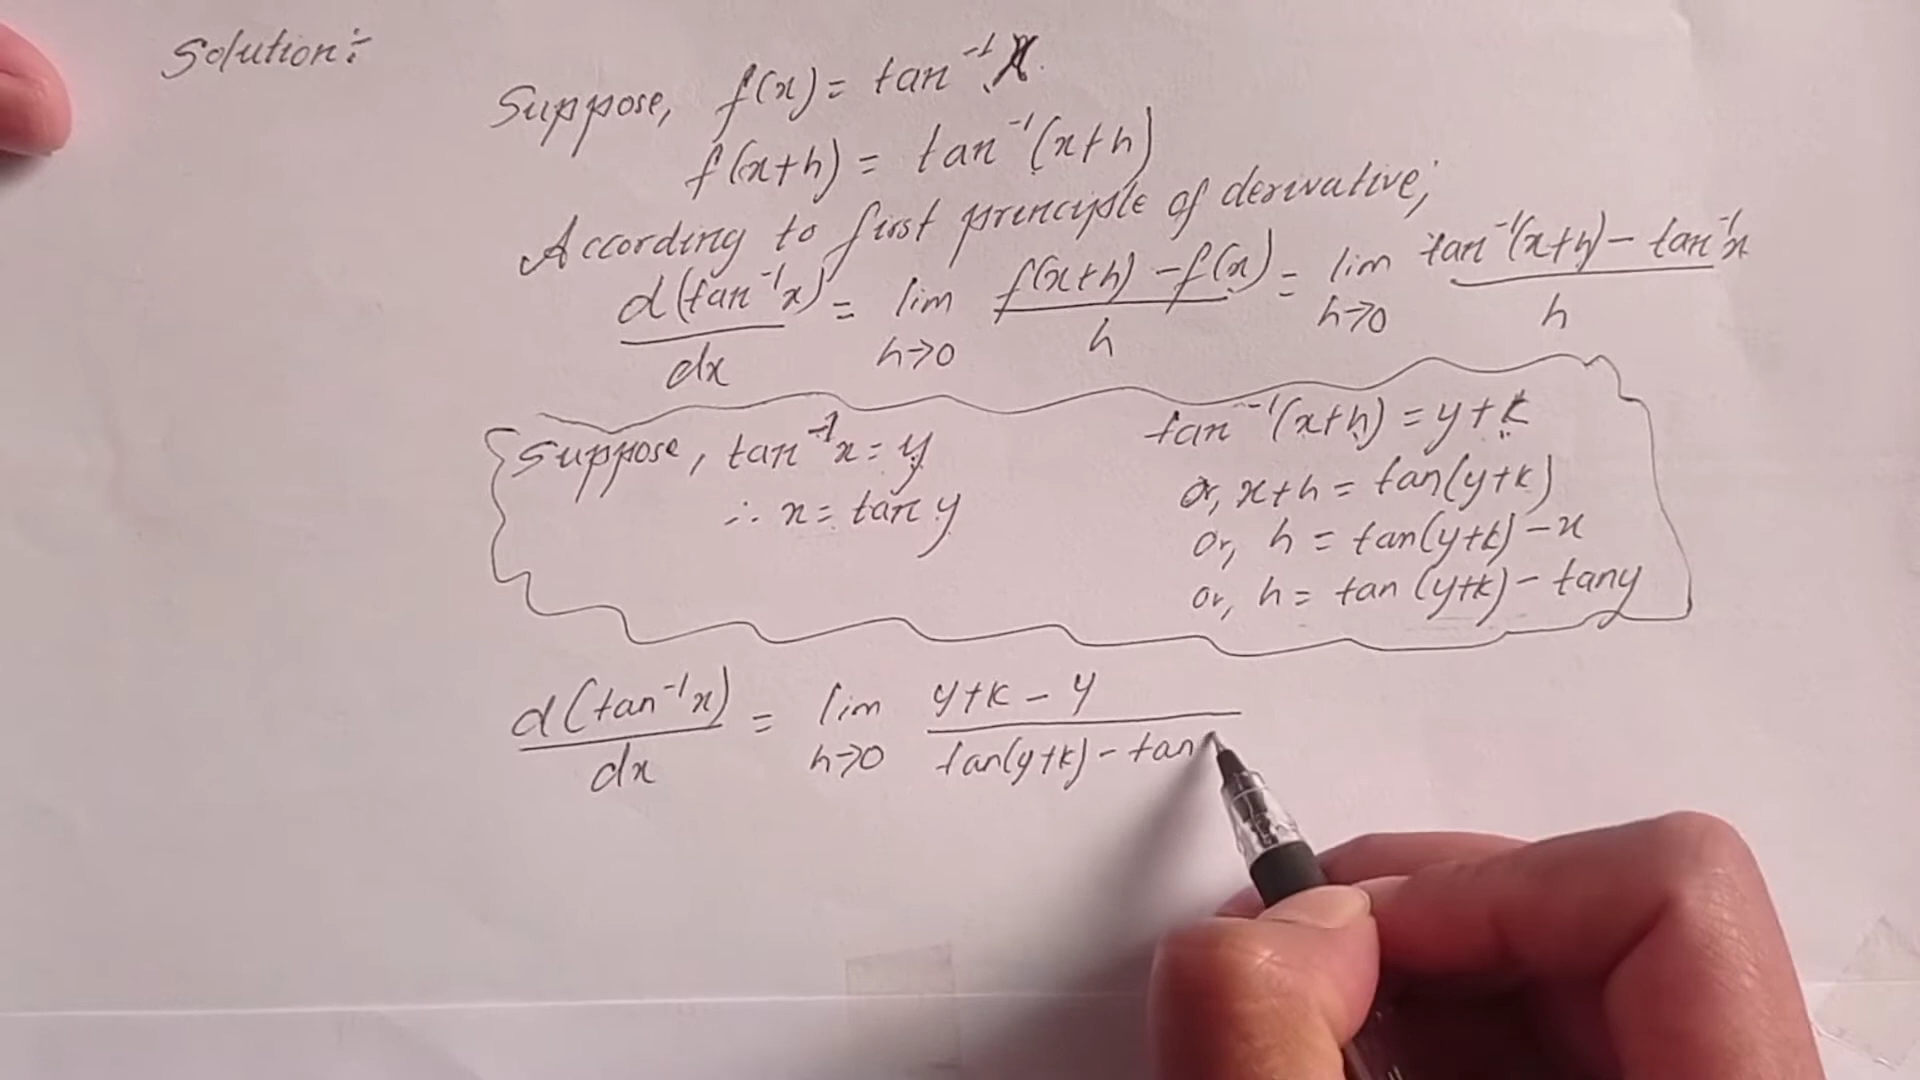 Solution:-
Suppose, f(x) = tan⁻¹x.
f(x+h) = tan⁻¹(x+h)
According to first principle of derivative;
d(tan⁻¹x)/dx = lim h→0 f(x+h) - f(x)/h = lim h→0 tan⁻¹(x+h) - tan⁻¹x/h
Suppose, tan⁻¹x = y
∴ x = tan y
tan⁻¹(x+h) = y+k
or, x+h = tan(y+k)
or, h = tan(y+k) - x
or, h = tan (y+k) - tany
d(tan⁻¹x)/dx = lim h→0 y+k - y/tan(y+k) - tan